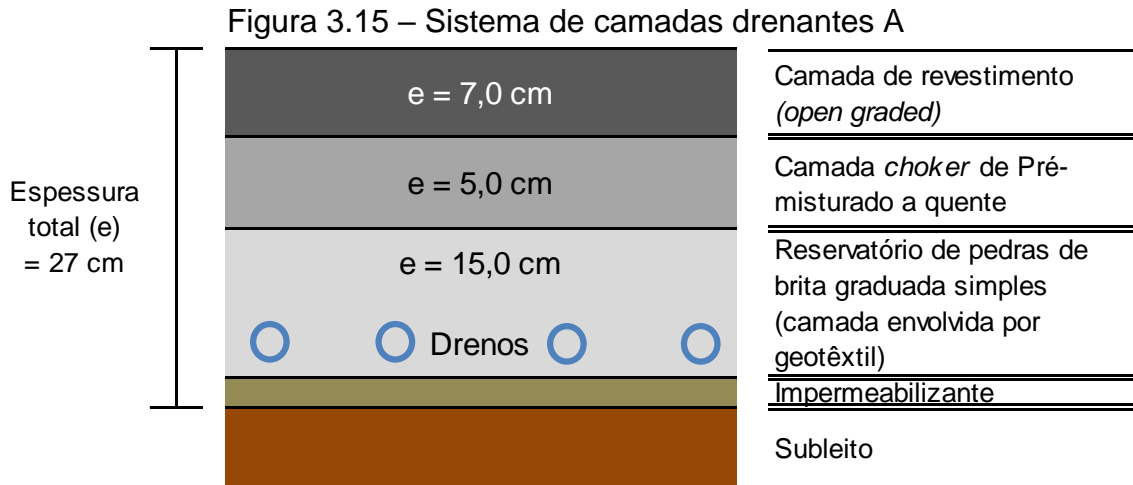 Figura 3.15 – Sistema de camadas drenantes A
Espessura
total (e)
= 27 cm
e = 7,0 cm
e = 5,0 cm
e = 15,0 cm
Drenos
Camada de revestimento
(open graded)
Camada choker de Pré-
misturado a quente
Reservatório de pedras de
brita graduada simples
(camada envolvida por
geotêxtil)
Impermeabilizante
Subleito